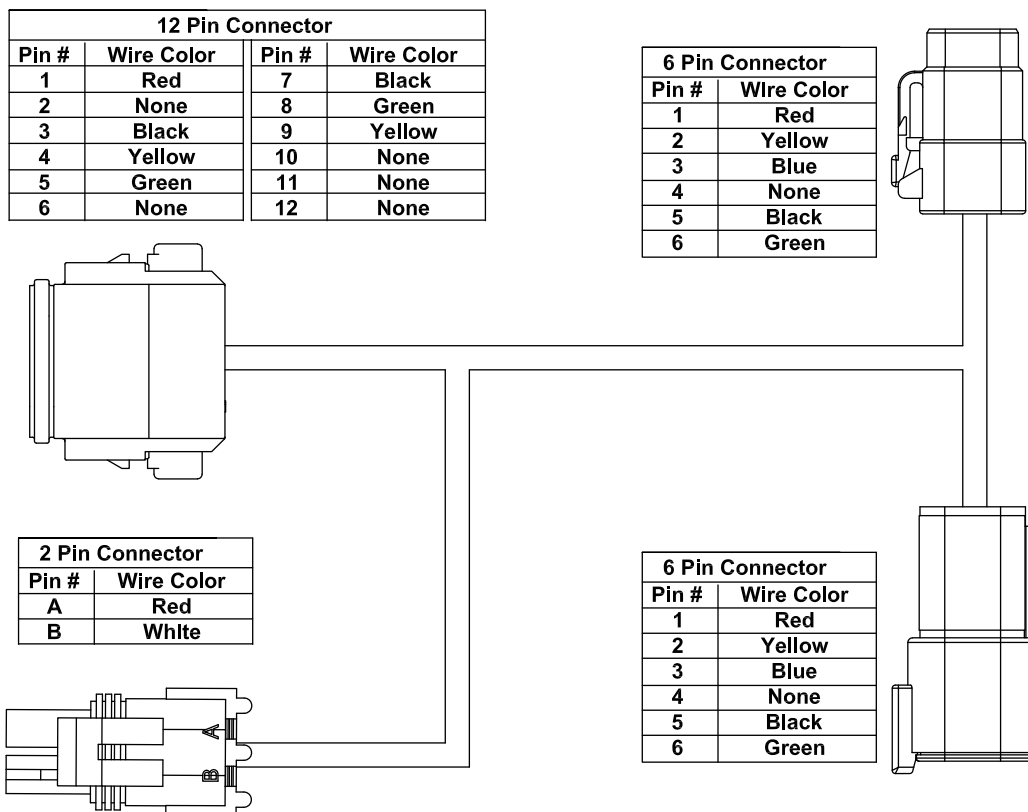 12 Pin Connector
Pin # Wire Color Pin # Wire Color
1 Red 7 Black
2 None 8 Green
3 Black 9 Yellow
4 Yellow 10 None
5 Green 11 None
6 None 12 None
6 Pin Connector
Pin # Wire Color
1 Red
2 Yellow
3 Blue
4 None
5 Black
6 Green
2 Pin Connector
Pin # Wire Color
A Red
B White
A
B
6 Pin Connector
Pin # Wire Color
1 Red
2 Yellow
3 Blue
4 None
5 Black
6 Green